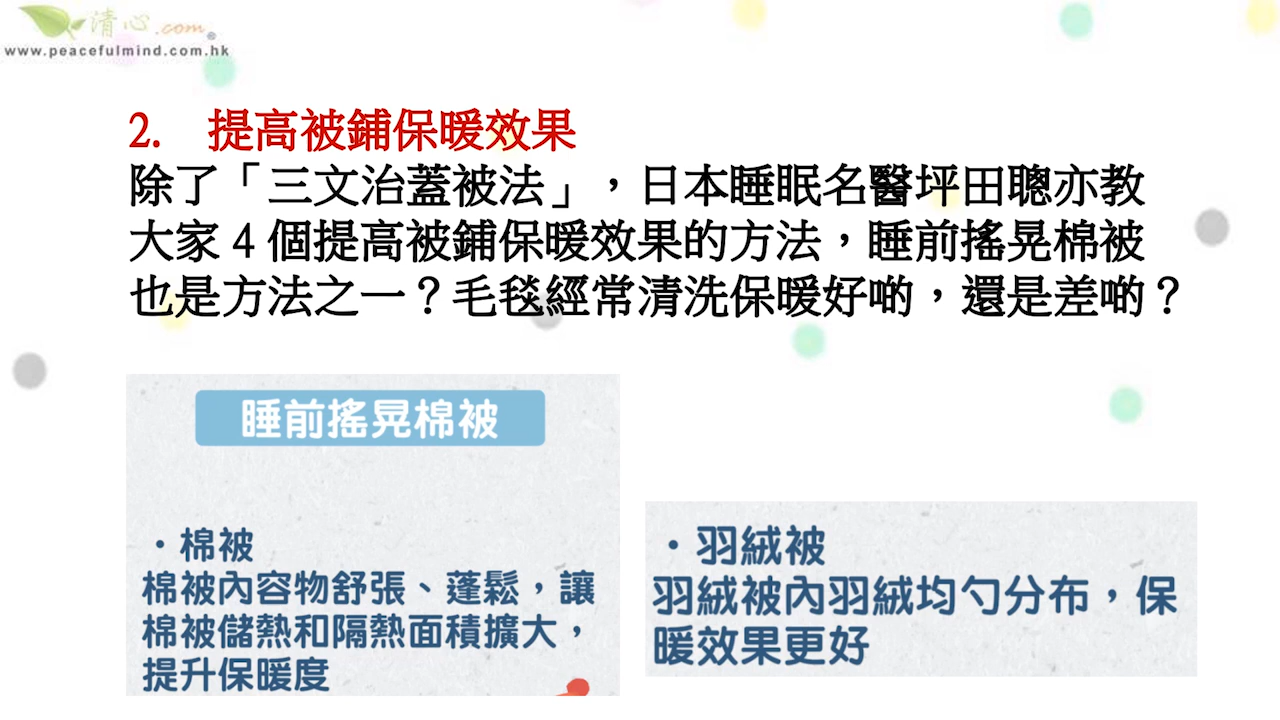 清心.com®
www.peacefulmind.com.hk
2. 提高被鋪保暖效果
除了「三文治蓋被法」，日本睡眠名醫坪田聰亦教
大家 4 個提高被鋪保暖效果的方法，睡前搖晃棉被
也是方法之一？毛毯經常清洗保暖好啲，還是差啲？
睡前搖晃棉被
・棉被
棉被內容物舒張、蓬鬆，讓
棉被儲熱和隔熱面積擴大，
提升保暖度
・羽絨被
羽絨被內羽絨均勻分布，保
暖效果更好